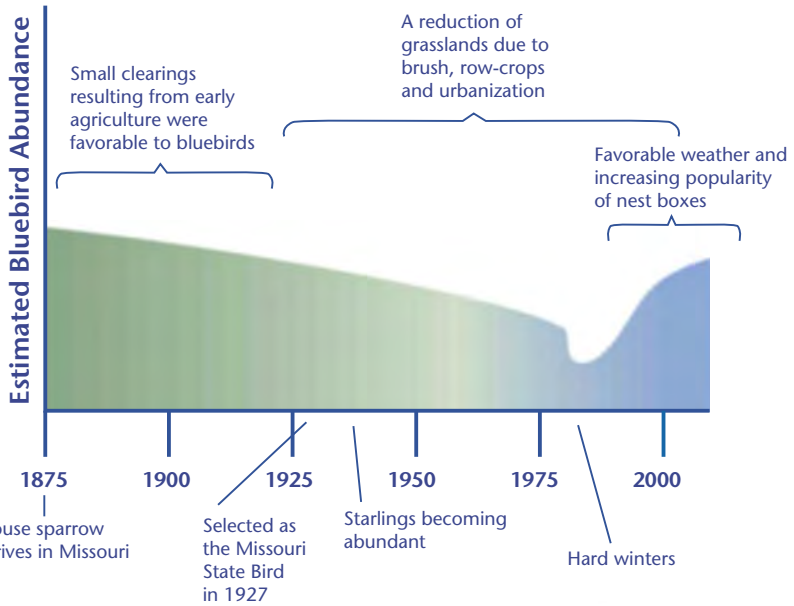 Estimated Bluebird Abundance
A reduction of
grasslands due to
brush, row-crops
and urbanization
Small clearings
resulting from early
agriculture were
favorable to bluebirds
Favorable weather and
increasing popularity
of nest boxes
1875
1900
1925
1950
1975
2000
ouse sparrow
rives in Missouri
Selected as
the Missouri
State Bird
in 1927
Starlings becoming
abundant
Hard winters